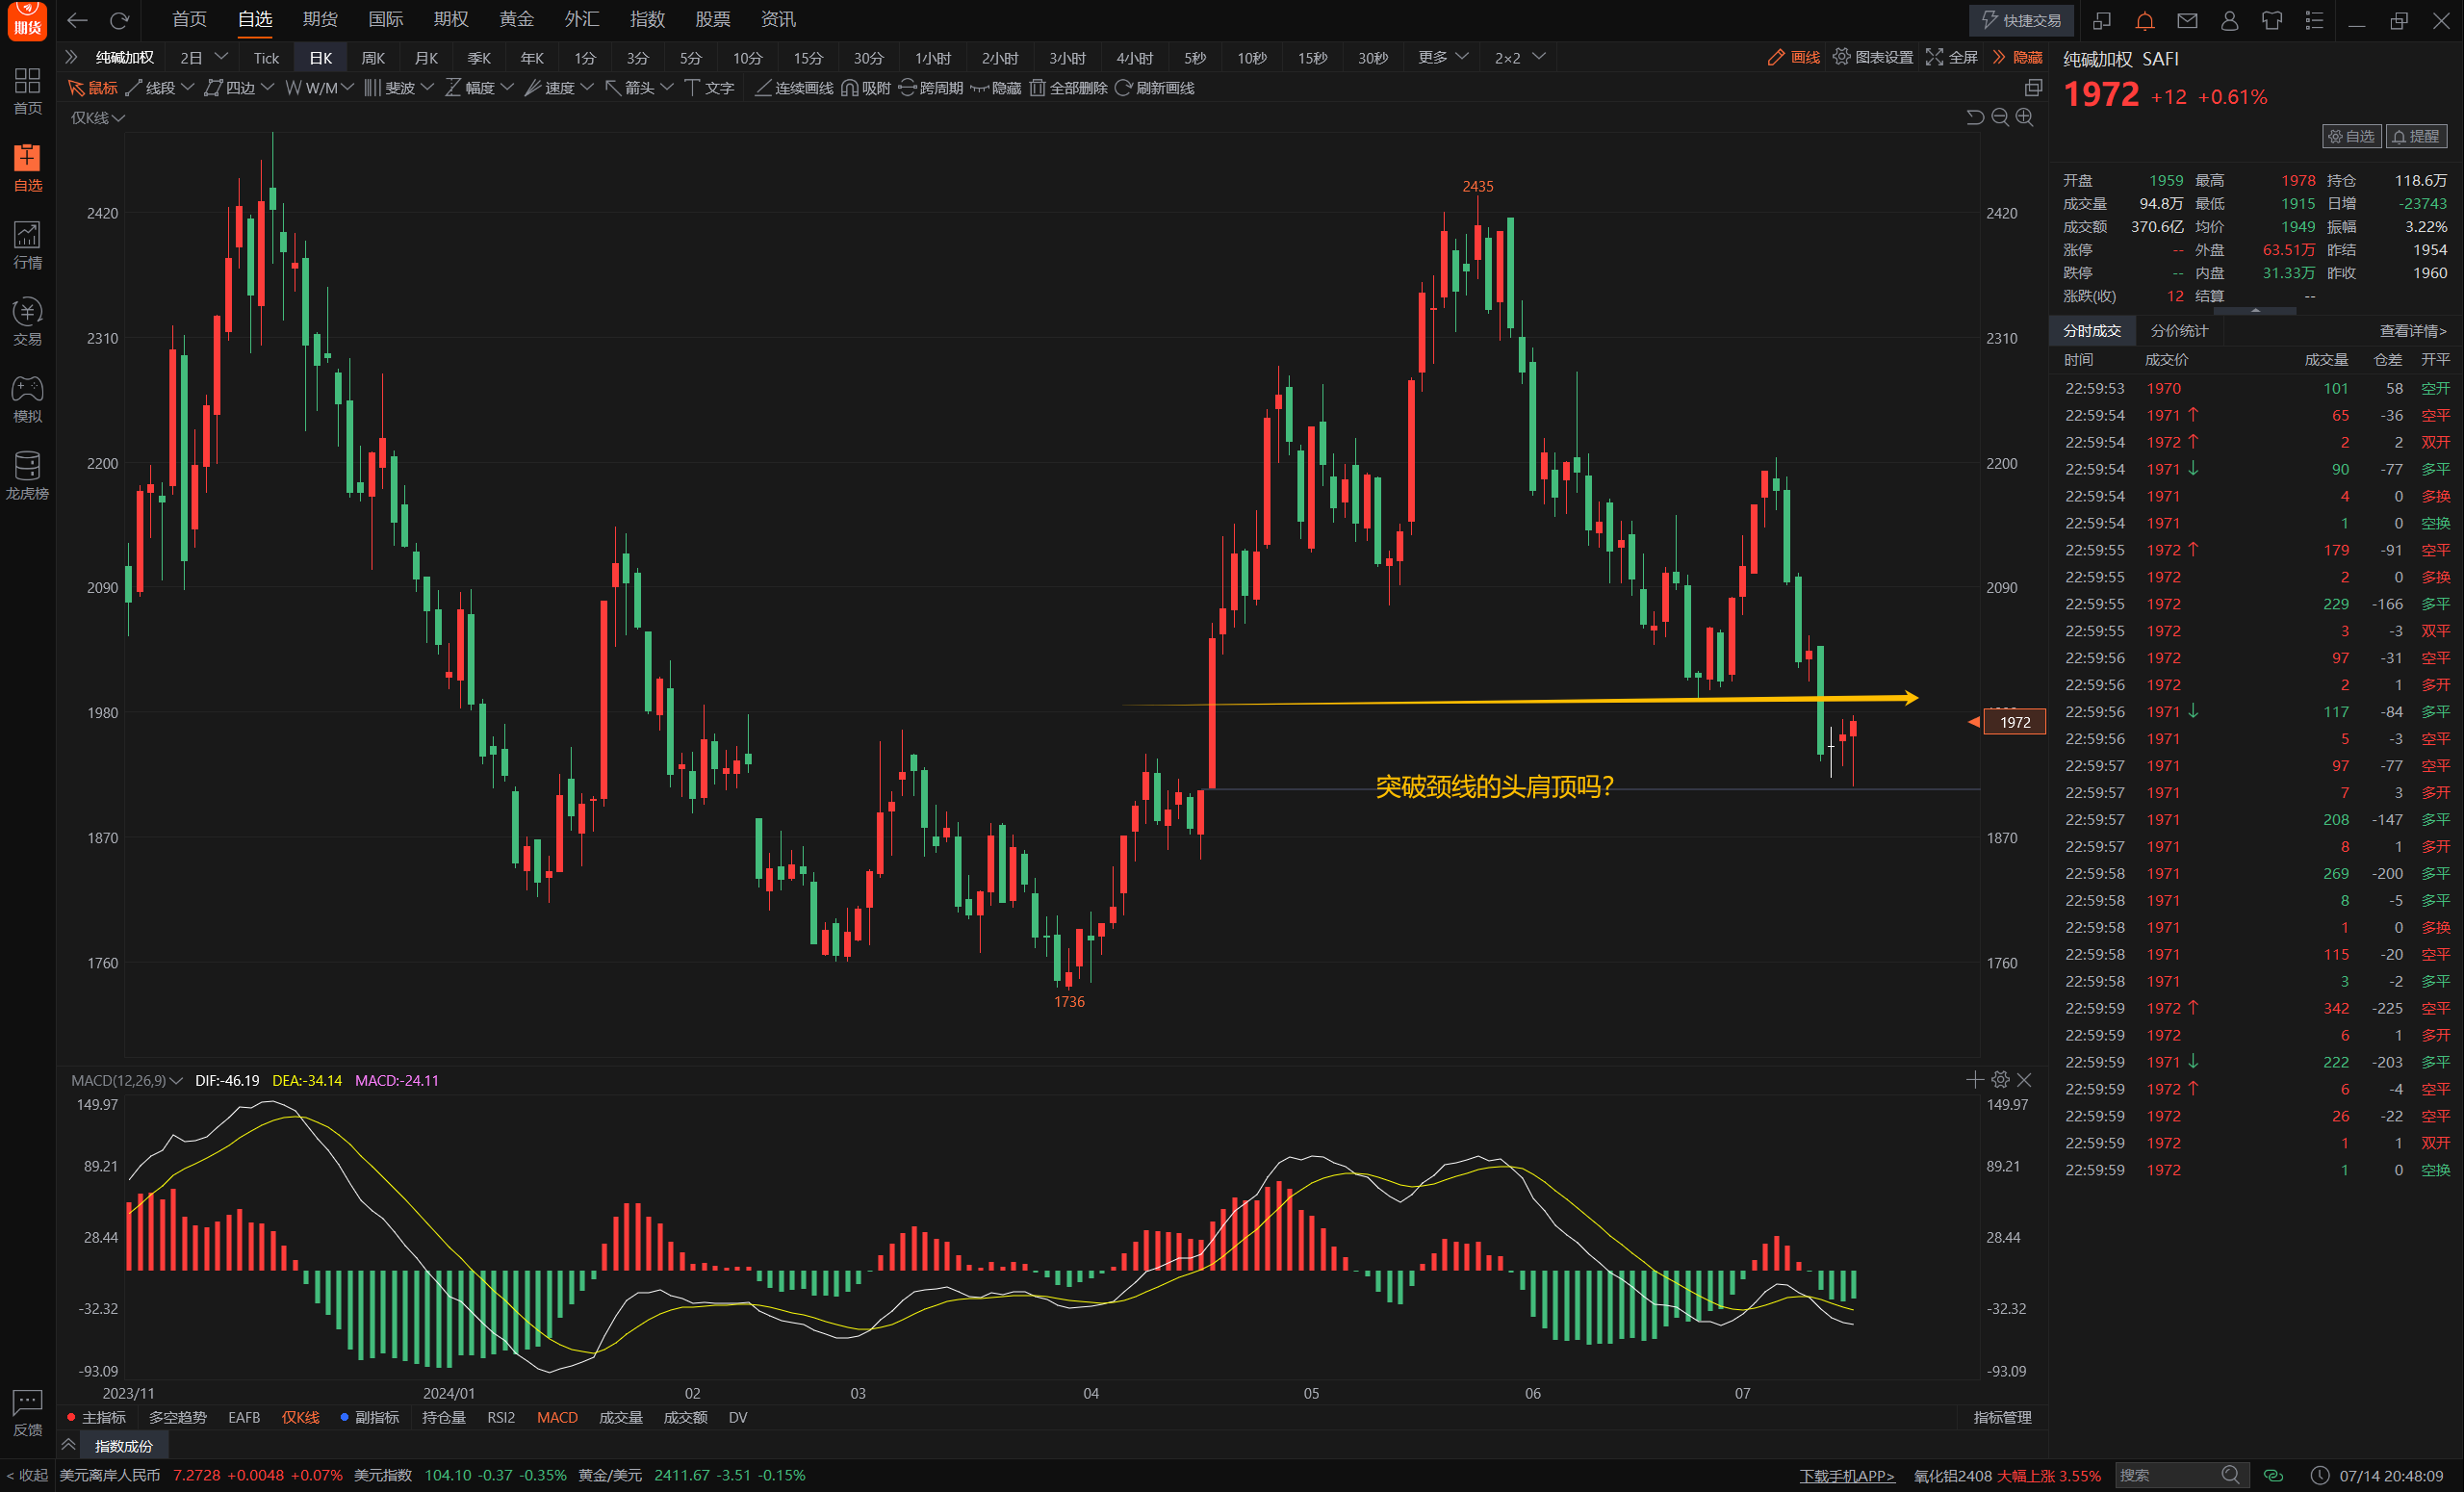 期货 首页 自选 期货 国际 期权 黄金 外汇 指数 股票 资讯 快捷交易
纯碱加权 2日 Tick 日K 周K 月K 季K 年K 1分 3分 5分 10分 15分 30分 1小时 2小时 3小时 4小时 5秒 10秒 15秒 30秒 更多 2×2 画线 图表设置 全屏 隐藏
鼠标 线段 四边 W/M 斐波 幅度 速度 箭头 文字 连续画线 吸附 跨周期 隐藏 全部删除 刷新画线
仅K线
首页
自选
行情
交易
模拟
龙虎榜
反馈
2435
2420 2420
2310 2310
2200 2200
2090 2090
1980
1972
突破颈线的头肩顶吗？
1870 1870
1760 1760
1736
MACD(12,26,9) DIF:-46.19 DEA:-34.14 MACD:-24.11
149.97 149.97
89.21 89.21
28.44 28.44
-32.32 -32.32
-93.09 -93.09
2023/11 2024/01 02 03 04 05 06 07
主指标 多空趋势 EAFB 仅K线 副指标 持仓量 RSI2 MACD 成交量 成交额 DV 指标管理
指数成份
纯碱加权 SAFI
1972 +12 +0.61%
自选 提醒
开盘 1959 最高 1978 持仓 118.6万
成交量 94.8万 最低 1915 日增 -23743
成交额 370.6亿 均价 1949 振幅 3.22%
涨停 -- 外盘 63.51万 昨结 1954
跌停 -- 内盘 31.33万 昨收 1960
涨跌(收) 12 结算 --
分时成交 分价统计 查看详情>
时间 成交价 成交量 仓差 开平
22:59:53 1970 101 58 空开
22:59:54 1971 ↑ 65 -36 空平
22:59:54 1972 ↑ 2 2 双开
22:59:54 1971 ↓ 90 -77 多平
22:59:54 1971 4 0 多换
22:59:54 1971 1 0 空换
22:59:55 1972 ↑ 179 -91 空平
22:59:55 1972 2 0 多换
22:59:55 1972 229 -166 多平
22:59:55 1972 3 -3 双平
22:59:56 1972 97 -31 空平
22:59:56 1972 2 1 多开
22:59:56 1971 ↓ 117 -84 多平
22:59:56 1971 5 -3 空平
22:59:57 1971 97 -77 空平
22:59:57 1971 7 3 多开
22:59:57 1971 208 -147 多平
22:59:57 1971 8 1 多开
22:59:58 1971 269 -200 多平
22:59:58 1971 8 -5 多平
22:59:58 1971 1 0 多换
22:59:58 1971 115 -20 空平
22:59:58 1971 3 -2 多平
22:59:59 1972 ↑ 342 -225 空平
22:59:59 1972 6 1 多开
22:59:59 1971 ↓ 222 -203 多平
22:59:59 1972 ↑ 6 -4 空平
22:59:59 1972 26 -22 空平
22:59:59 1972 1 1 双开
22:59:59 1972 1 0 空换
< 收起 美元离岸人民币 7.2728 +0.0048 +0.07% 美元指数 104.10 -0.37 -0.35% 黄金/美元 2411.67 -3.51 -0.15% 下载手机APP> 氧化铝2408 大幅上涨 3.55% 搜索 07/14 20:48:09